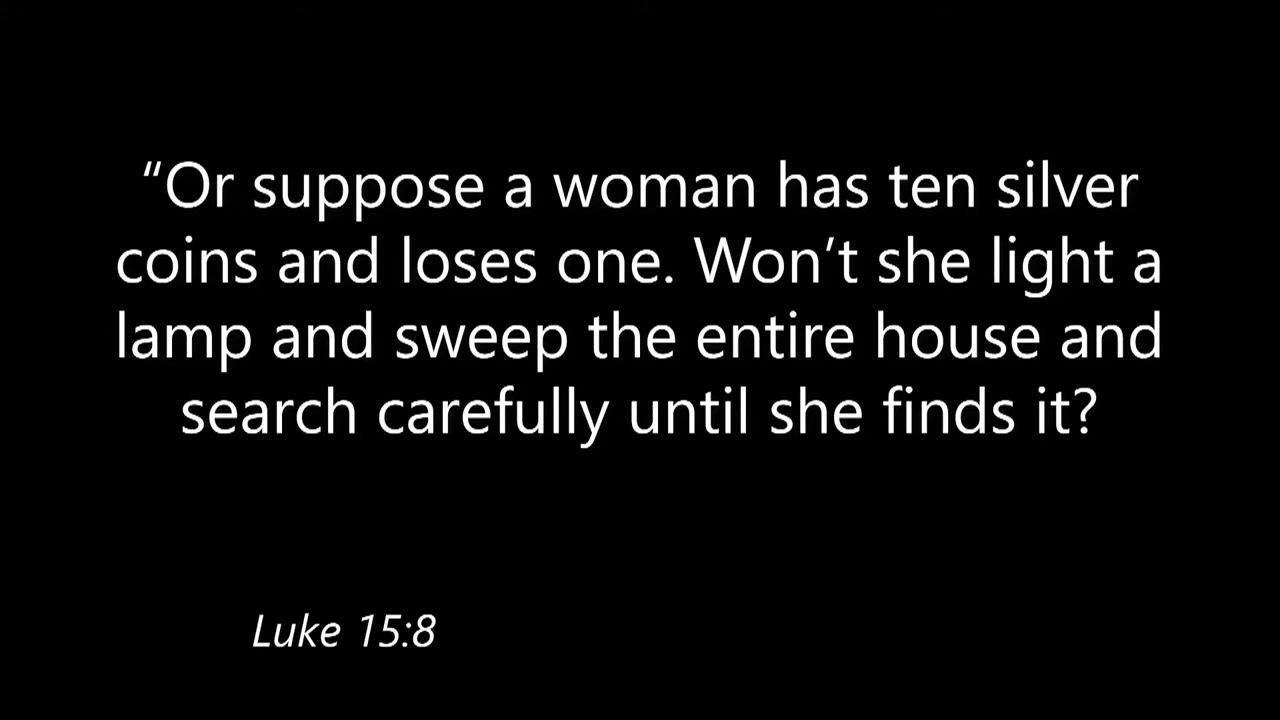 “Or suppose a woman has ten silver
coins and loses one. Won’t she light a
lamp and sweep the entire house and
search carefully until she finds it?
Luke 15:8